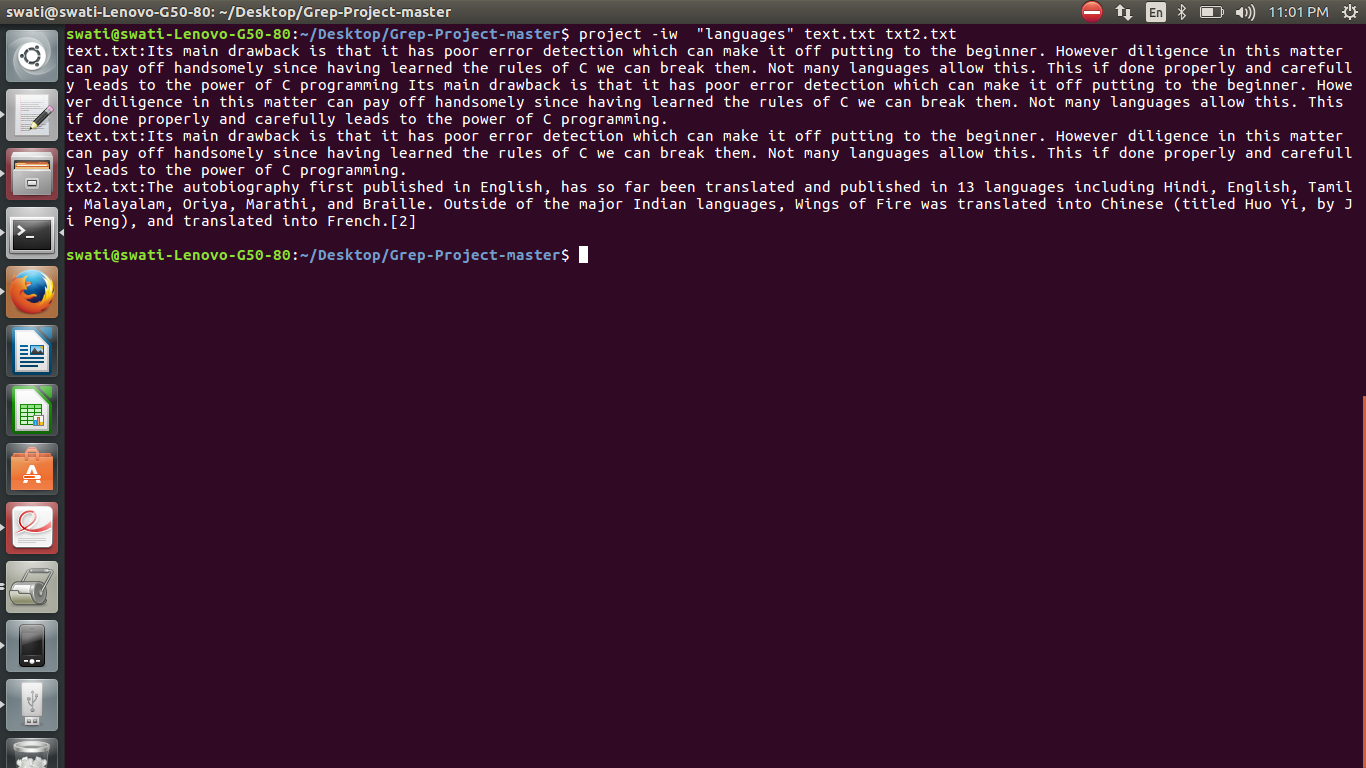 swati@swati-Lenovo-G50-80: ~/Desktop/Grep-Project-master
En
11:01 PM
swati@swati-Lenovo-G50-80:~/Desktop/Grep-Project-master$ project -iw  "languages" text.txt txt2.txt
text.txt:Its main drawback is that it has poor error detection which can make it off putting to the beginner. However diligence in this matter
can pay off handsomely since having learned the rules of C we can break them. Not many languages allow this. This if done properly and carefull
y leads to the power of C programming Its main drawback is that it has poor error detection which can make it off putting to the beginner. Howe
ver diligence in this matter can pay off handsomely since having learned the rules of C we can break them. Not many languages allow this. This
if done properly and carefully leads to the power of C programming.
text.txt:Its main drawback is that it has poor error detection which can make it off putting to the beginner. However diligence in this matter
can pay off handsomely since having learned the rules of C we can break them. Not many languages allow this. This if done properly and carefull
y leads to the power of C programming.
txt2.txt:The autobiography first published in English, has so far been translated and published in 13 languages including Hindi, English, Tamil
, Malayalam, Oriya, Marathi, and Braille. Outside of the major Indian languages, Wings of Fire was translated into Chinese (titled Huo Yi, by J
i Peng), and translated into French.[2]
swati@swati-Lenovo-G50-80:~/Desktop/Grep-Project-master$